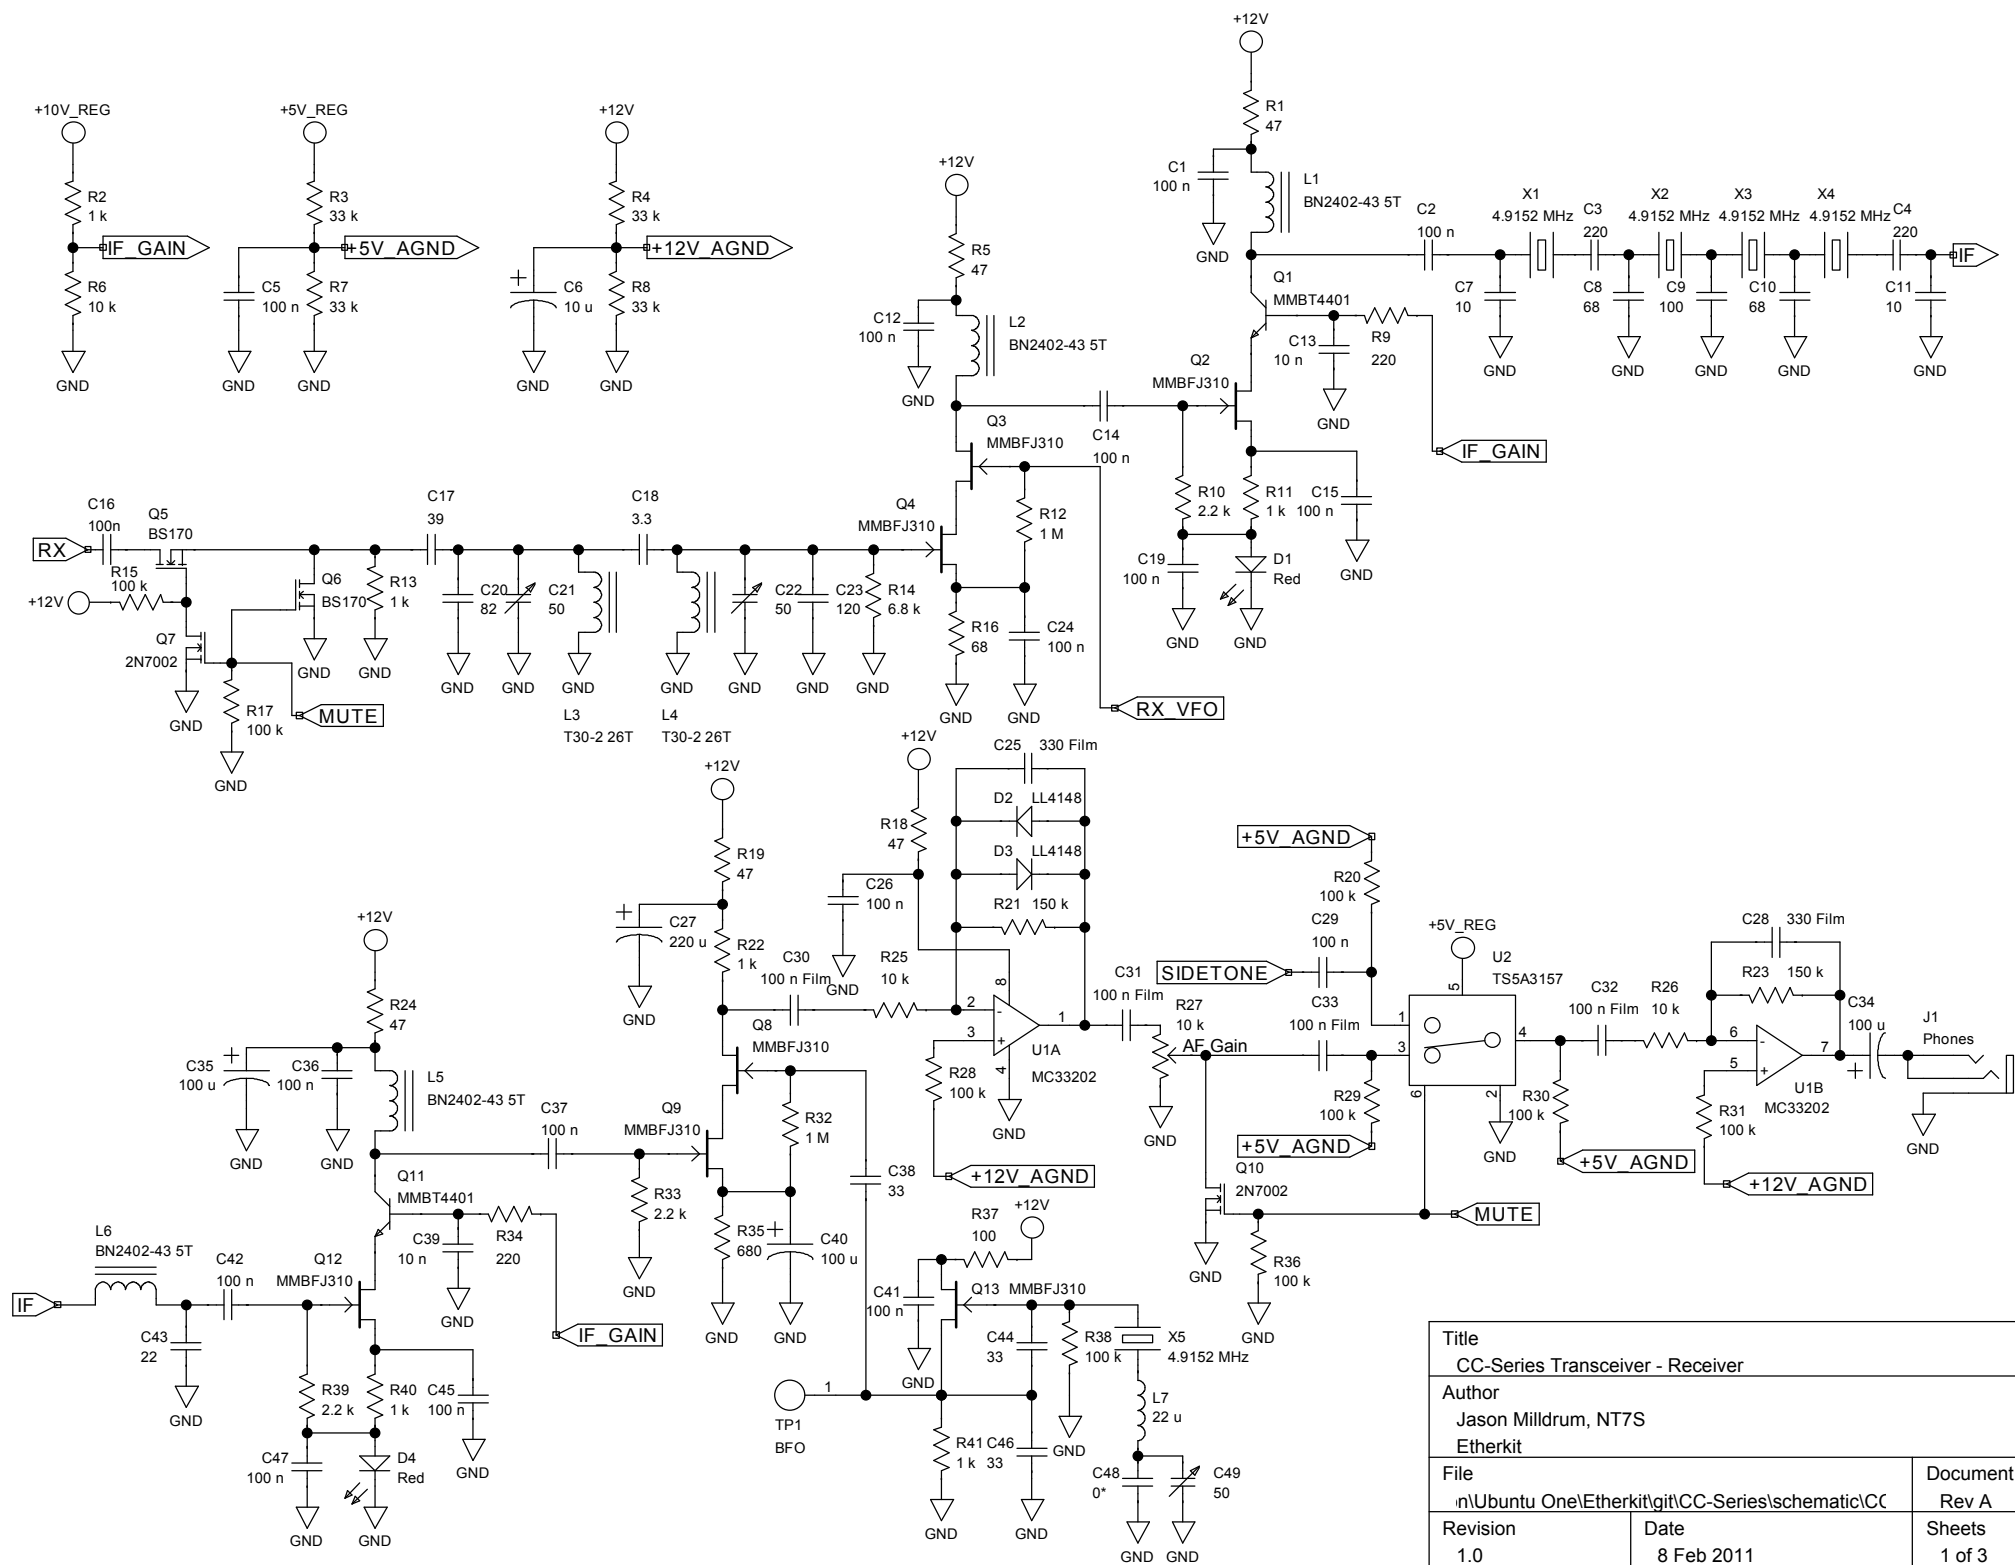 +12V
R1
47
C1
100 n
L1
BN2402-43 5T
+10V_REG
R2
1 k
IF_GAIN
R6
10 k
GND
+5V_REG
R3
33 k
+5V_AGND
C5
100 n
R7
33 k
GND
GND
+12V
R4
33 k
+12V_AGND
C6
10 u
R8
33 k
GND
GND
+12V
R5
47
C12
100 n
L2
BN2402-43 5T
GND
GND
C2
100 n
X1
4.9152 MHz
C3
220
X2
4.9152 MHz
X3
4.9152 MHz
X4
4.9152 MHz
C4
220
IF
C7
10
C8
68
C9
100
C10
68
C11
10
GND
GND
GND
GND
GND
Q1
MMBT4401
R9
220
C13
10 n
GND
IF_GAIN
Q2
MMBFJ310
Q3
MMBFJ310
C14
100 n
R10
2.2 k
R11
1 k
C15
100 n
C19
100 n
D1
Red
GND
GND
GND
RX
C16
100n
Q5
BS170
R15
100 k
+12V
Q6
BS170
R13
1 k
Q7
2N7002
GND
R17
100 k
MUTE
GND
GND
GND
C17
39
C18
3.3
C20
82
C21
50
C22
50
C23
120
R14
6.8 k
GND
GND
GND
GND
GND
GND
GND
L3
T30-2 26T
L4
T30-2 26T
Q4
MMBFJ310
R12
1 M
R16
68
C24
100 n
GND
GND
RX_VFO
+12V
R19
47
C27
220 u
R22
1 k
GND
+12V
R18
47
C26
100 n
GND
C25 330 Film
D2 LL4148
D3 LL4148
R21 150 k
C30
100 n Film
R25
10 k
8
2
-
3
+
1
4
U1A
MC33202
GND
R28
100 k
+12V_AGND
C31
100 n Film
R27
10 k
AF Gain
GND
+5V_AGND
R20
100 k
C29
100 n
SIDETONE
C33
100 n Film
R29
100 k
+5V_AGND
+5V_REG
U2
TS5A3157
5
1
3
4
6
2
GND
C32
100 n Film
R26
10 k
R30
100 k
+5V_AGND
C28 330 Film
R23 150 k
6
-
5
+
7
U1B
MC33202
R31
100 k
+12V_AGND
C34
100 u
+
J1
Phones
GND
Q10
2N7002
GND
R36
100 k
GND
MUTE
+12V
R24
47
C35
100 u
C36
100 n
L5
BN2402-43 5T
GND
GND
C37
100 n
Q11
MMBT4401
R34
220
C39
10 n
GND
IF_GAIN
Q8
MMBFJ310
Q9
MMBFJ310
R32
1 M
R33
2.2 k
R35
680
C40
100 u
GND
GND
GND
C38
33
L6
BN2402-43 5T
IF
C43
22
GND
C42
100 n
Q12
MMBFJ310
R39
2.2 k
R40
1 k
C45
100 n
C47
100 n
D4
Red
GND
GND
GND
R37
100
+12V
C41
100 n
GND
Q13 MMBFJ310
C44
33
R38
100 k
X5
4.9152 MHz
1
TP1
BFO
R41
1 k
C46
33
GND
L7
22 u
C48
0*
C49
50
GND
GND
GND
GND
Title
CC-Series Transceiver - Receiver
Author
Jason Milldrum, NT7S
Etherkit
File
n\Ubuntu One\Etherkit\git\CC-Series\schematic\CC
Document
Rev A
Revision
1.0
Date
8 Feb 2011
Sheets
1 of 3